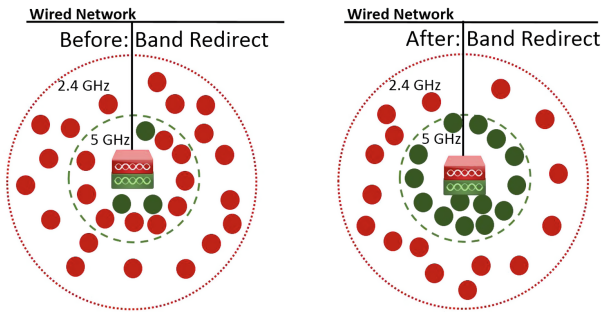 Wired Network
Before: Band Redirect
2.4 GHz
5 GHz
Wired Network
After: Band Redirect
2.4 GHz
5 GHz